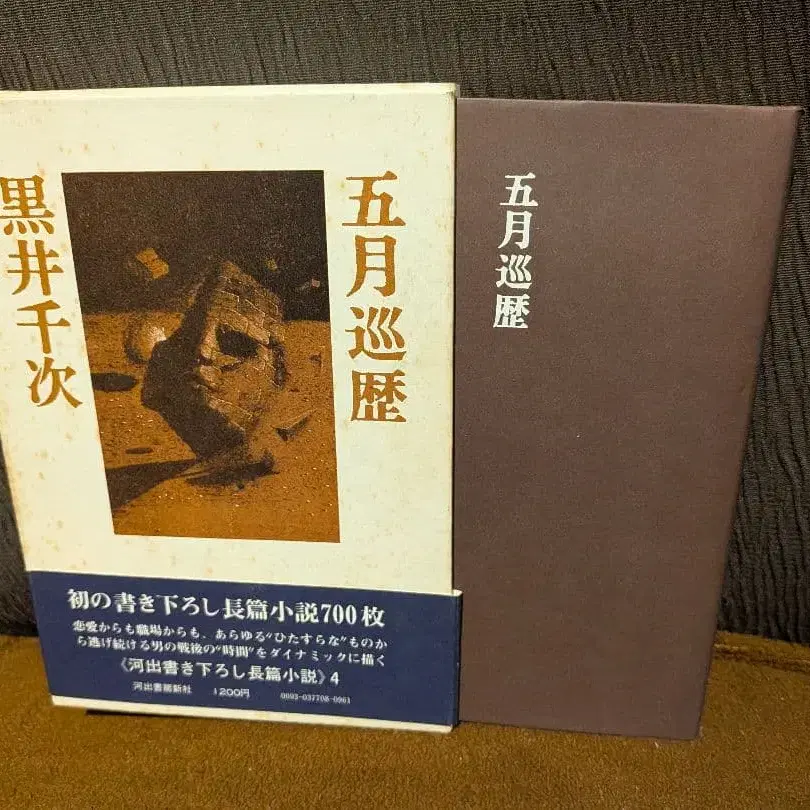 五月巡歴
黒井千次
初の書き下ろし長篇小説700枚
恋愛からも職場からも、あらゆる“ひたすらな”ものか
ら逃げ続ける男の戦後の“時間”をダイナミックに描く
《河出書き下ろし長篇小説》4
河出書房新社 1200円 0093-037708-0961
五月巡歴